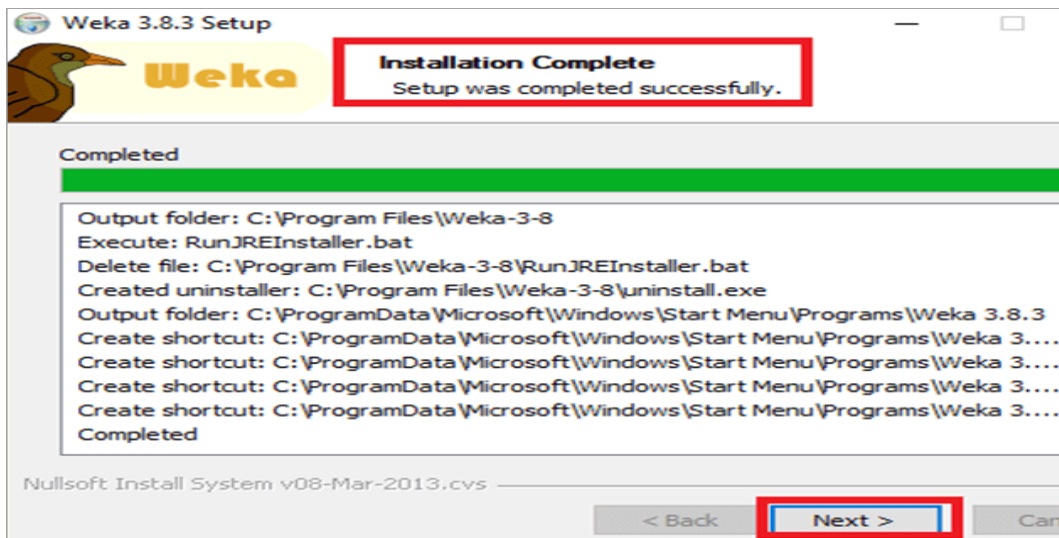 Weka 3.8.3 Setup
Weka
Installation Complete
Setup was completed successfully.
Completed
Output folder: C:\Program Files\Weka-3-8
Execute: RunJREInstaller.bat
Delete file: C:\Program Files\Weka-3-8\RunJREInstaller.bat
Created uninstaller: C:\Program Files\Weka-3-8\uninstall.exe
Output folder: C:\ProgramData\Microsoft\Windows\Start Menu\Programs\Weka 3.8.3
Create shortcut: C:\ProgramData\Microsoft\Windows\Start Menu\Programs\Weka 3....
Create shortcut: C:\ProgramData\Microsoft\Windows\Start Menu\Programs\Weka 3....
Create shortcut: C:\ProgramData\Microsoft\Windows\Start Menu\Programs\Weka 3....
Create shortcut: C:\ProgramData\Microsoft\Windows\Start Menu\Programs\Weka 3....
Completed
Nullsoft Install System v08-Mar-2013.cvs
< Back Next > Can